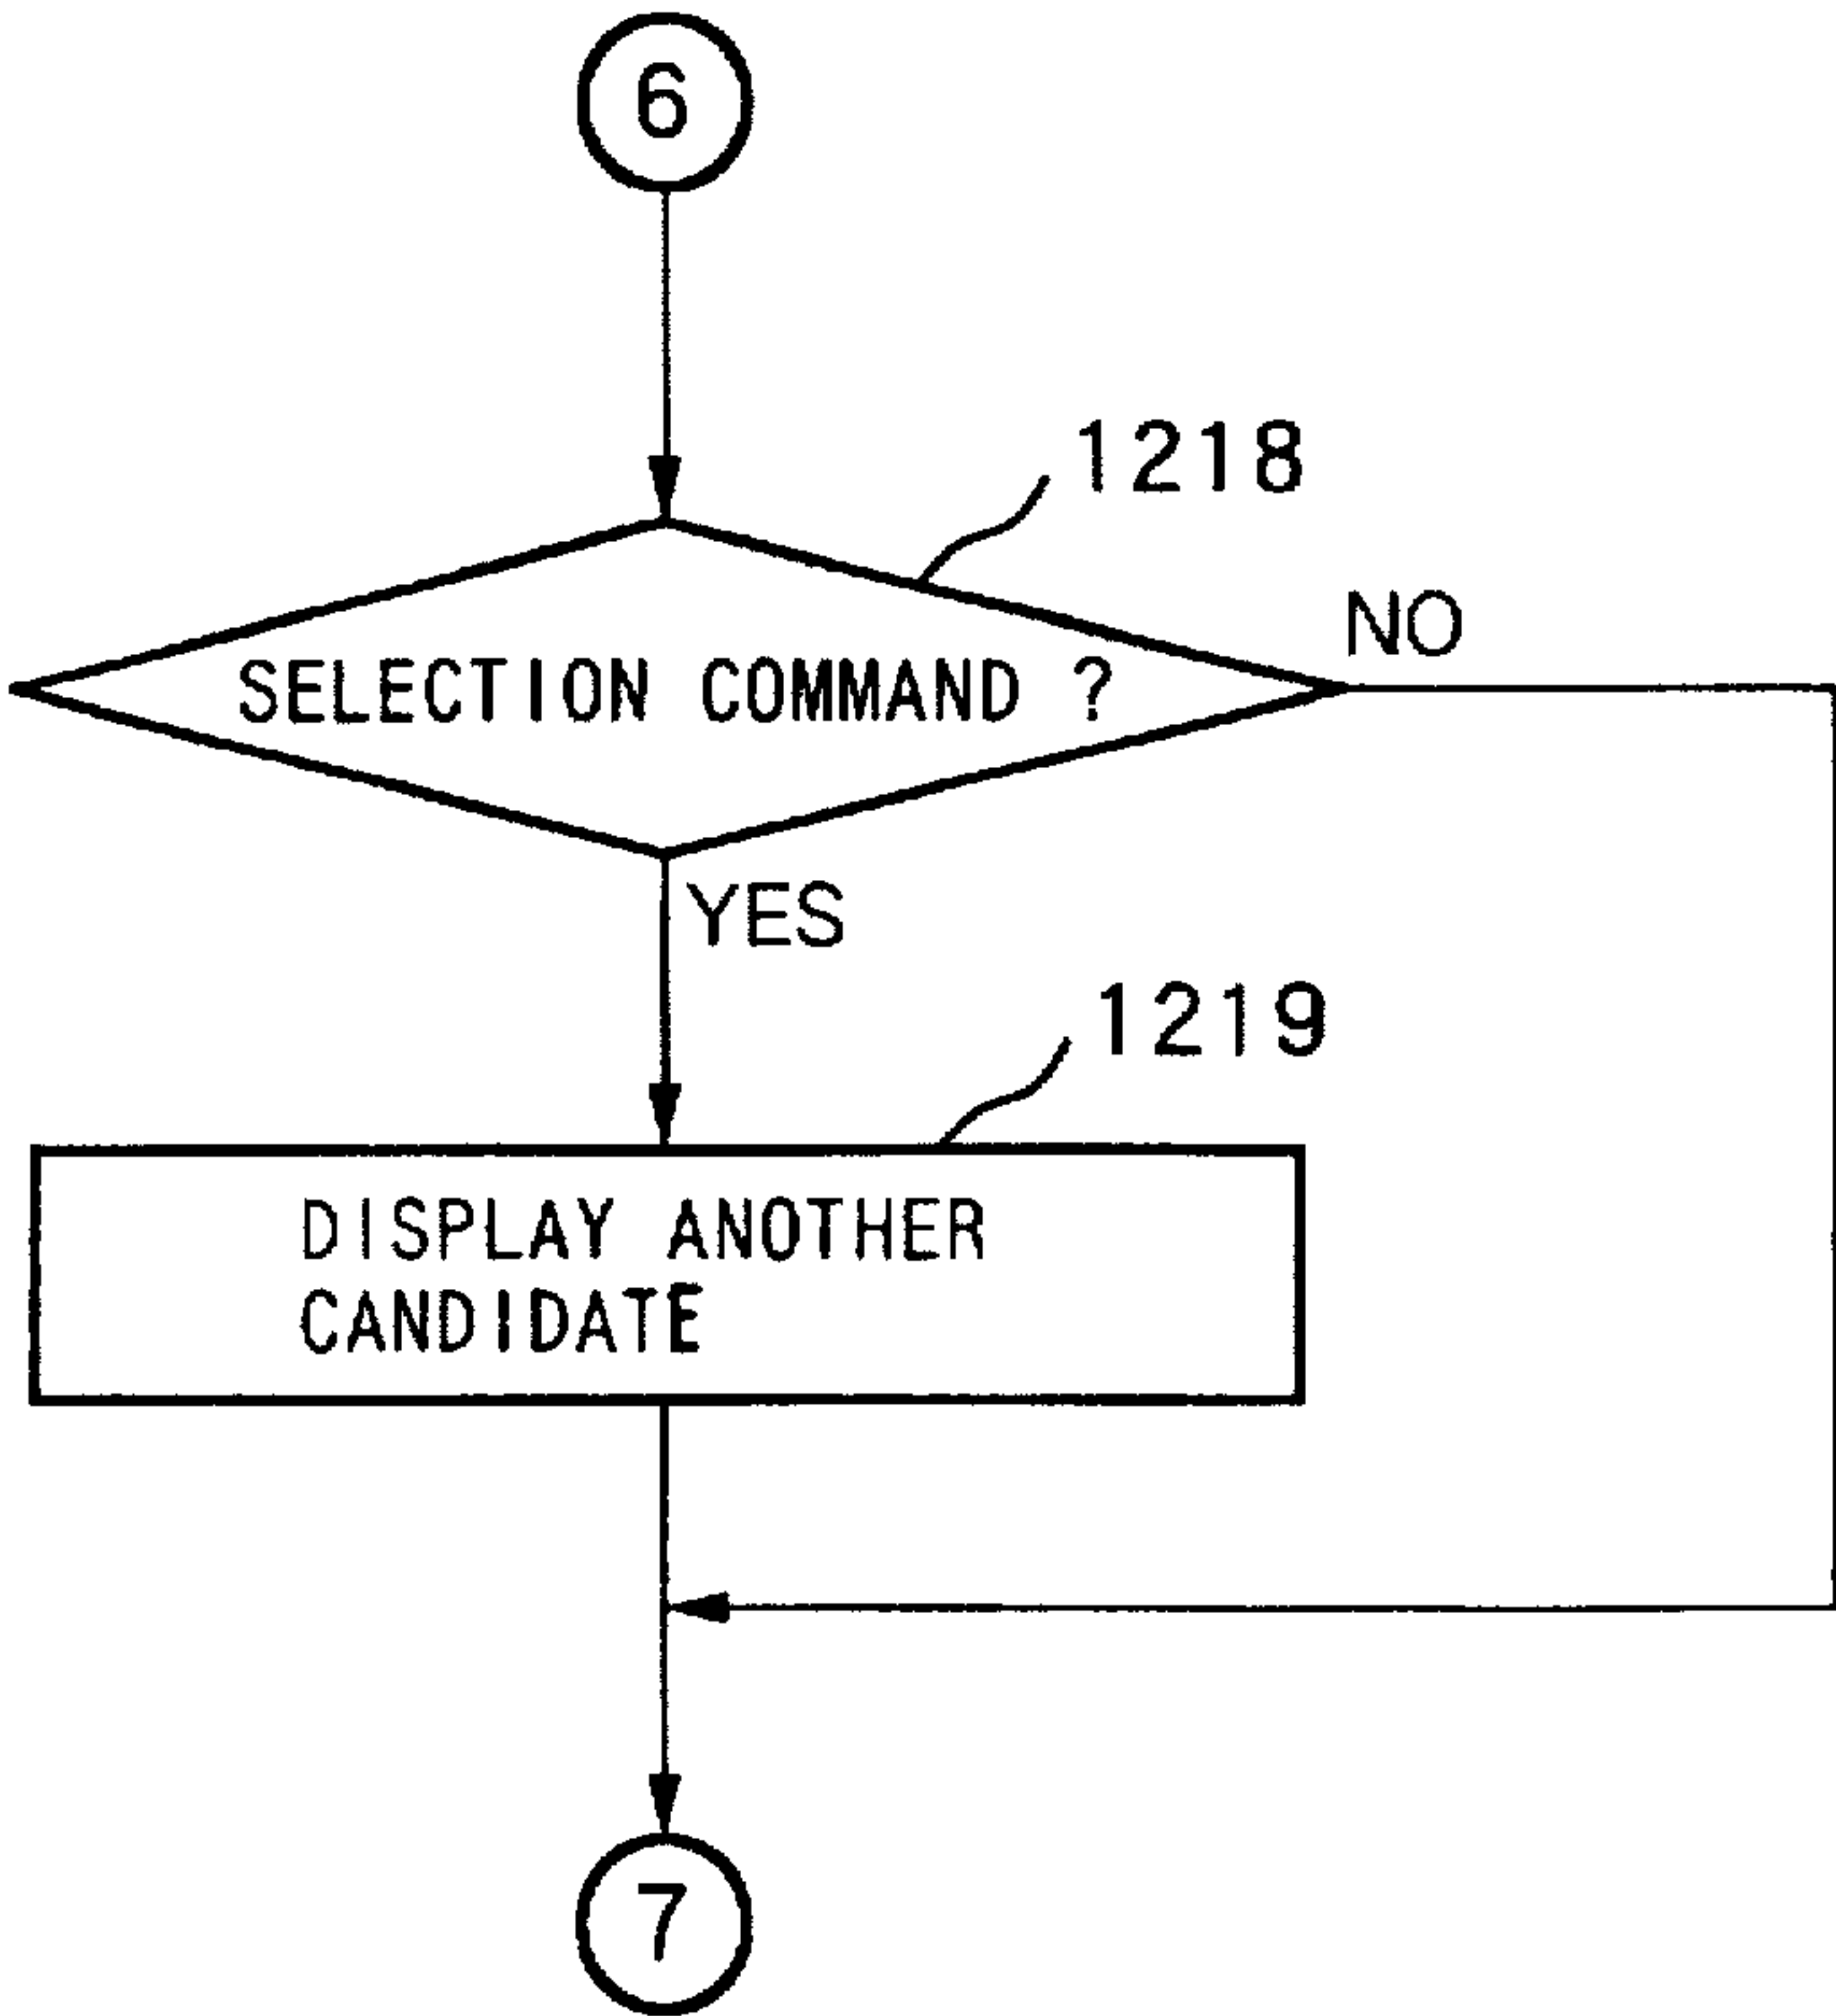 6
1218
NO
SELECTION COMMAND ?
YES
1219
DISPLAY ANOTHER
CANDIDATE
7